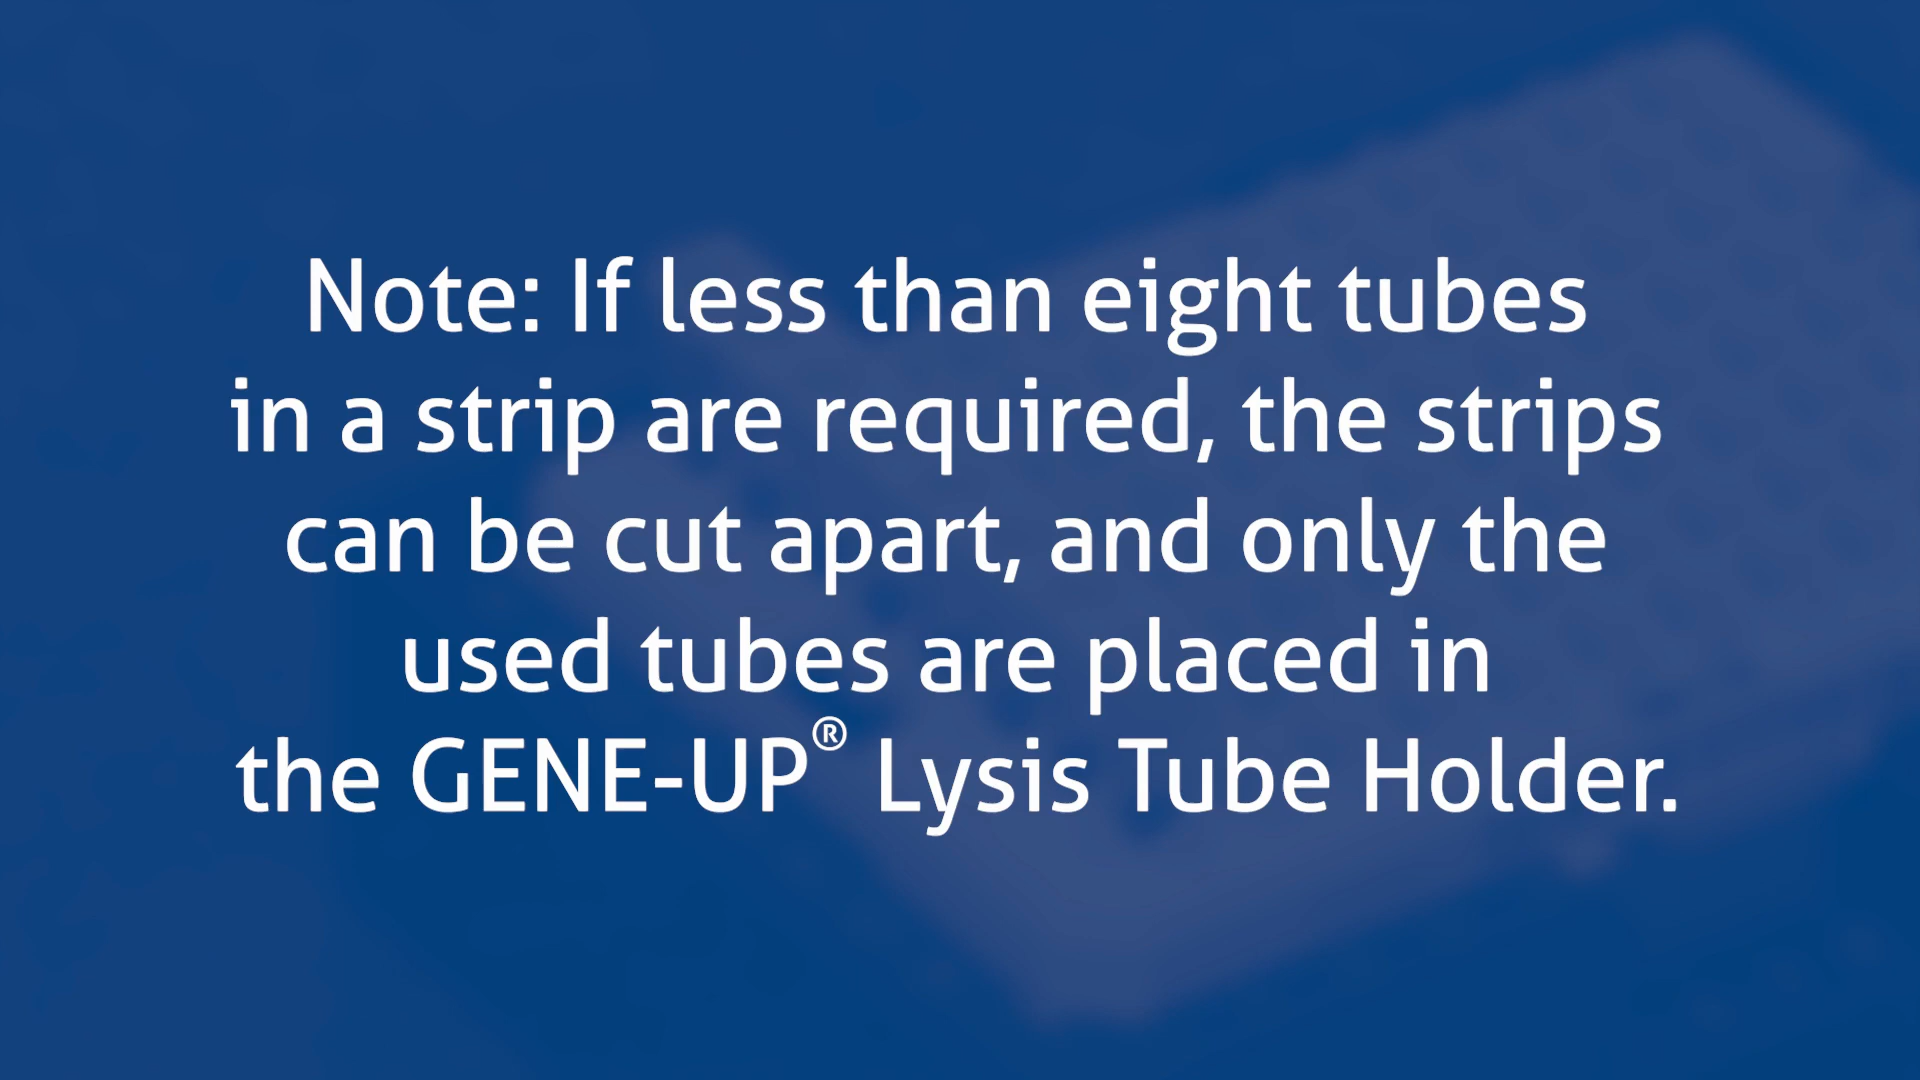 Note: If less than eight tubes
in a strip are required, the strips
can be cut apart, and only the
used tubes are placed in
the GENE-UP® Lysis Tube Holder.